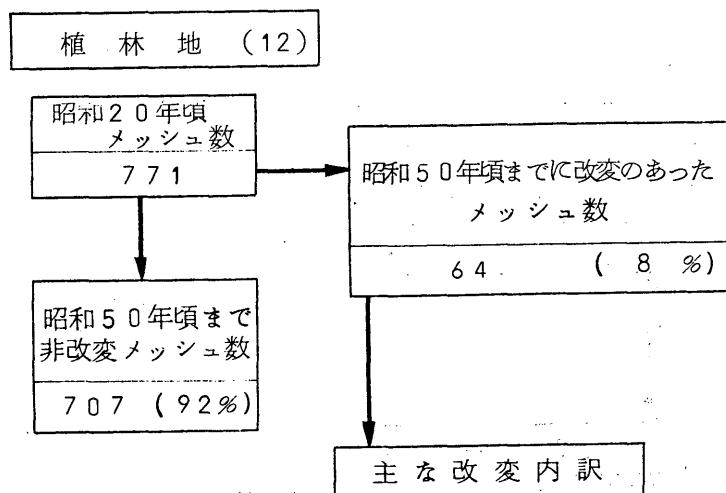 植林地(12)
昭和20年頃
メッシュ数
771
昭和50年頃までに改変のあった
メッシュ数
64 (8%)
昭和50年頃まで
非改変メッシュ数
707(92%)
主な改変内訳